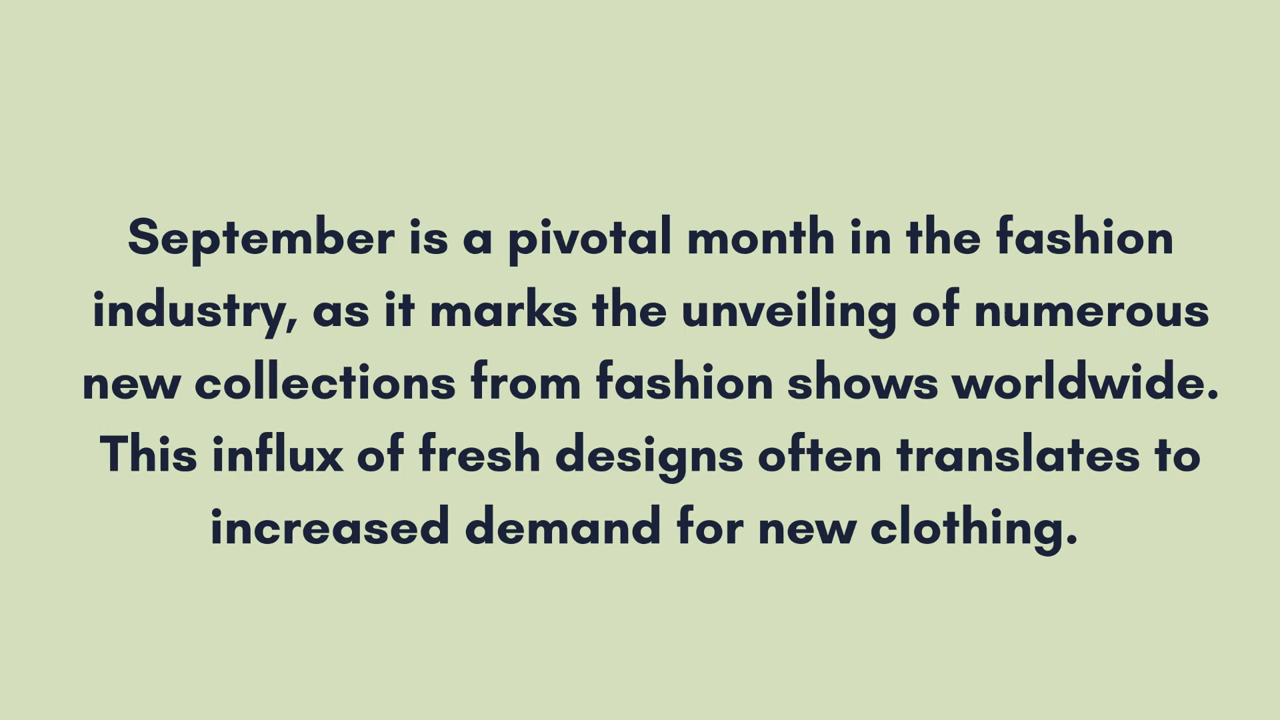 September is a pivotal month in the fashion
industry, as it marks the unveiling of numerous
new collections from fashion shows worldwide.
This influx of fresh designs often translates to
increased demand for new clothing.